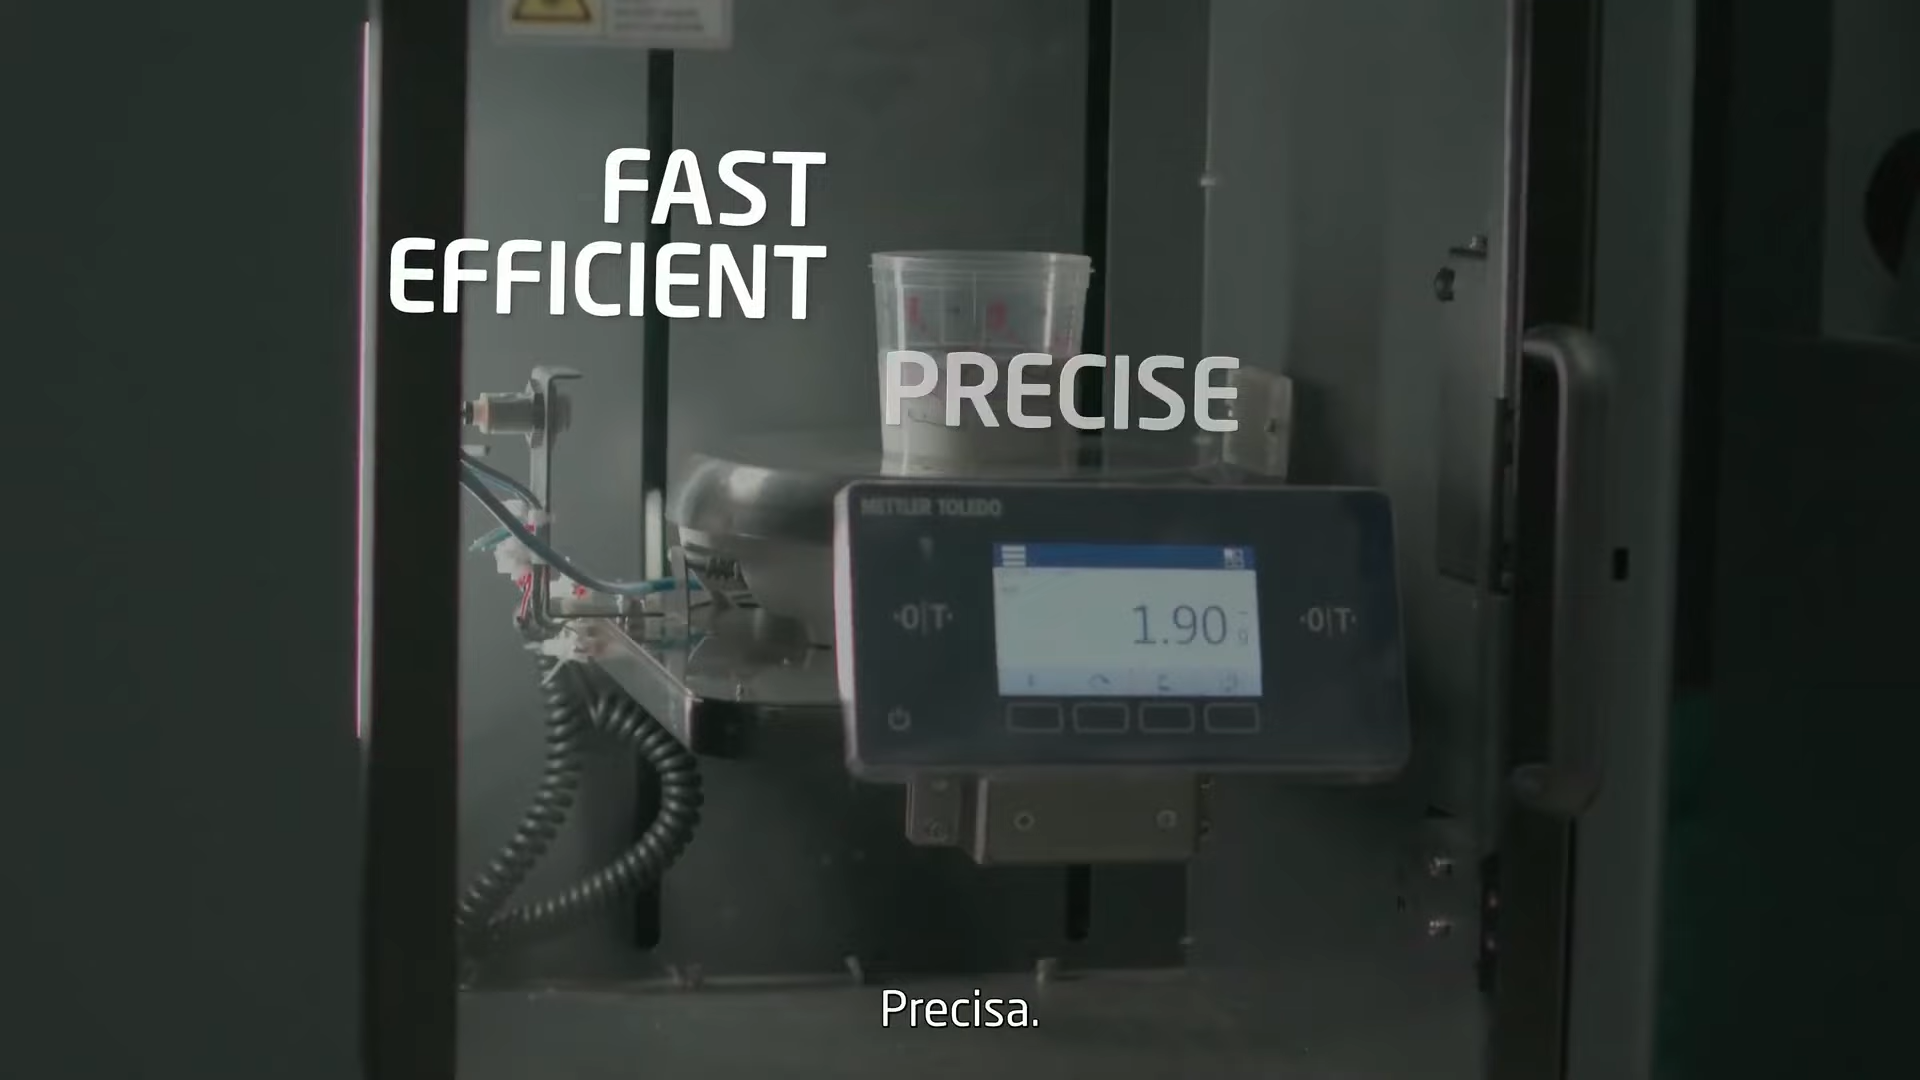 FAST
EFFICIENT
PRECISE
METTLER TOLEDO
1.90 g
·0|T·
·0|T·
Precisa.